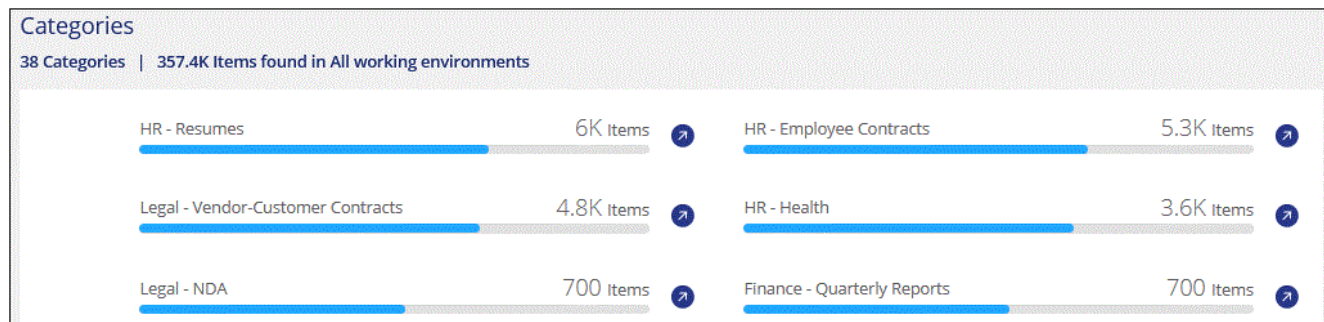 Categories
38 Categories | 357.4K Items found in All working environments
HR - Resumes 6K Items
HR - Employee Contracts 5.3K Items
Legal - Vendor-Customer Contracts 4.8K Items
HR - Health 3.6K Items
Legal - NDA 700 Items
Finance - Quarterly Reports 700 Items